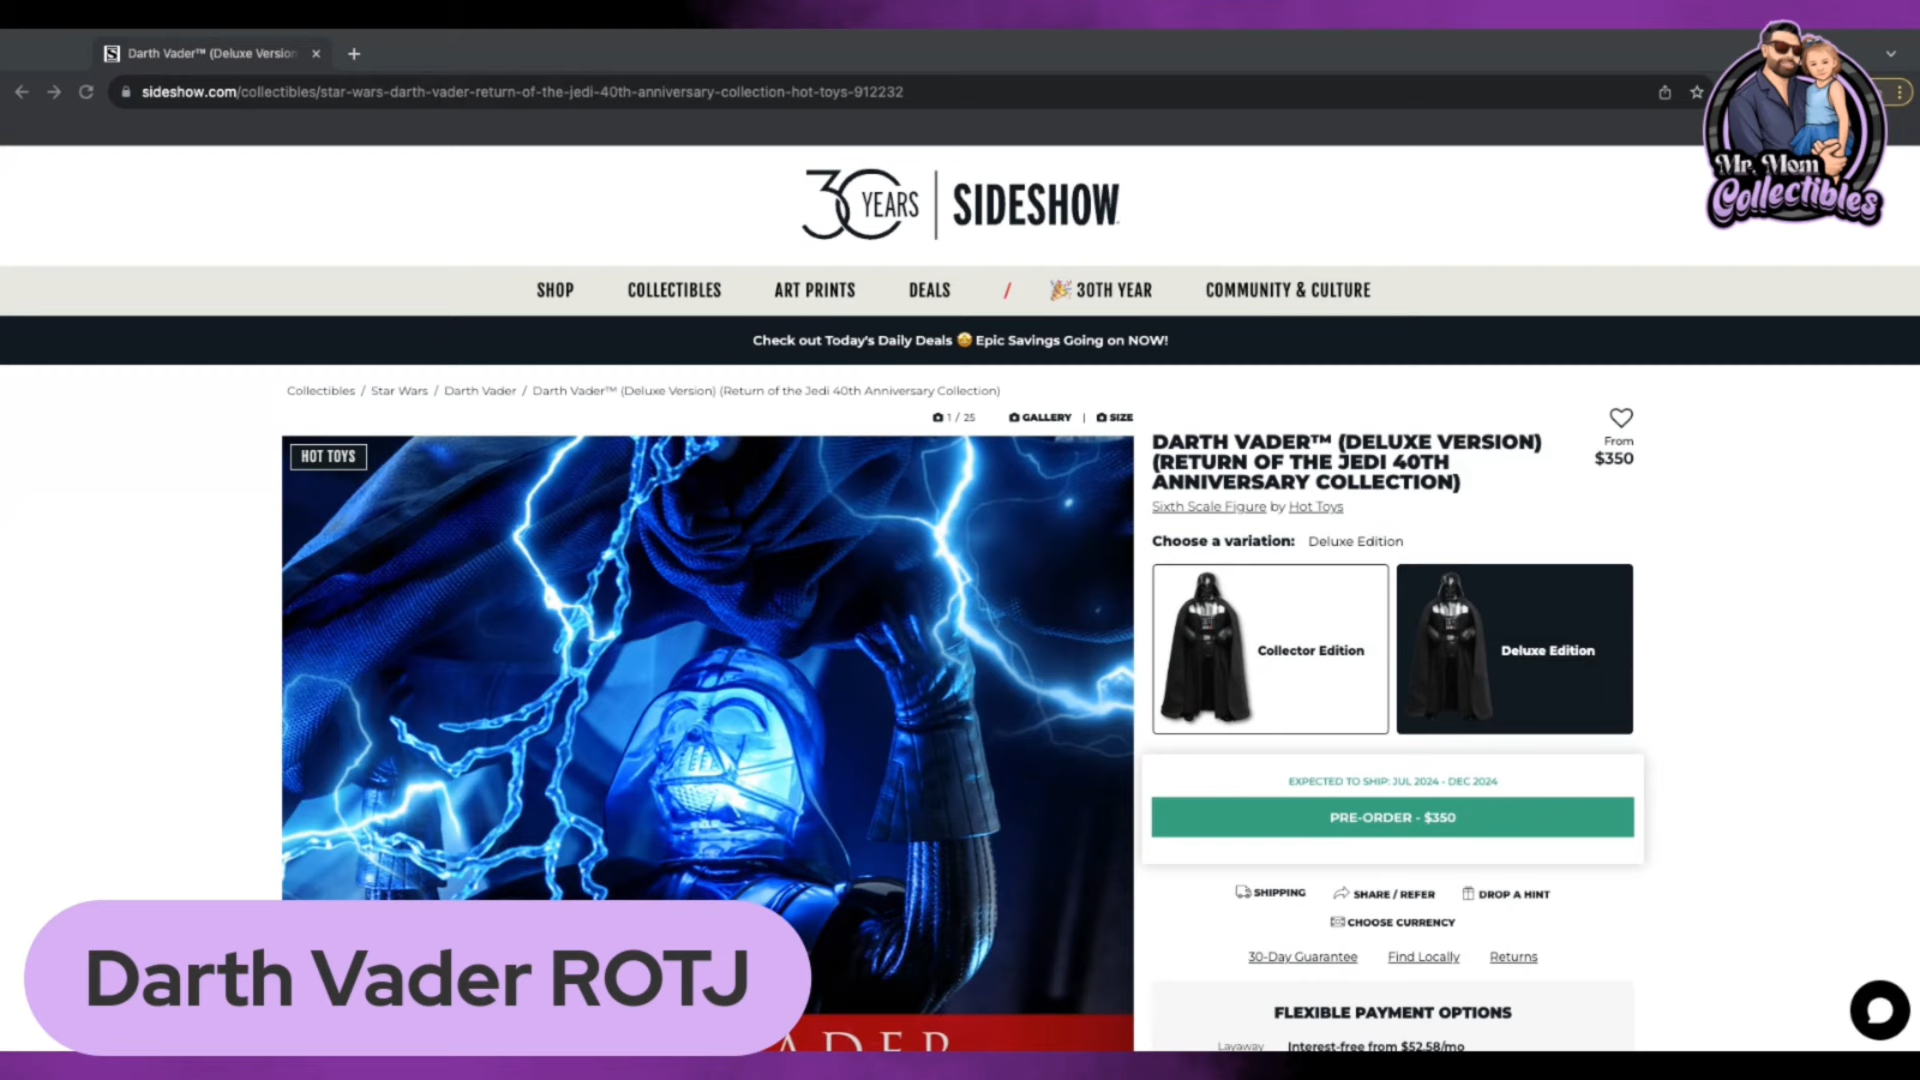 Darth Vader™ (Deluxe Version
sideshow.com/collectibles/star-wars-darth-vader-return-of-the-jedi-40th-anniversary-collection-hot-toys-912232
Mr. Mom
Collectibles
30 YEARS | SIDESHOW
SHOP COLLECTIBLES ART PRINTS DEALS / 🎉 30TH YEAR COMMUNITY & CULTURE
Check out Today's Daily Deals 🤩 Epic Savings Going on NOW!
Collectibles / Star Wars / Darth Vader / Darth Vader™ (Deluxe Version) (Return of the Jedi 40th Anniversary Collection)
1 / 25 GALLERY | SIZE
HOT TOYS
DARTH VADER™ (DELUXE VERSION)
(RETURN OF THE JEDI 40TH
ANNIVERSARY COLLECTION)
From
$350
Sixth Scale Figure by Hot Toys
Choose a variation: Deluxe Edition
Collector Edition
Deluxe Edition
EXPECTED TO SHIP: JUL 2024 - DEC 2024
PRE-ORDER - $350
SHIPPING SHARE / REFER DROP A HINT
CHOOSE CURRENCY
30-Day Guarantee Find Locally Returns
FLEXIBLE PAYMENT OPTIONS
Layaway Interest-free from $52.58/mo
Darth Vader ROTJ
ADER